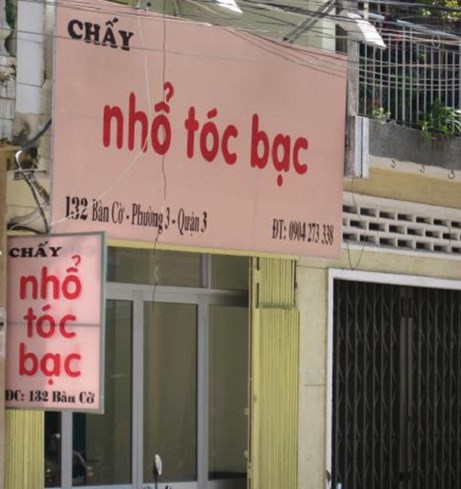 CHẤY
nhổ tóc bạc
132 Bàn Cờ - Phường 3 - Quận 3
ĐT: 0904 273 338
CHẤY
nhổ
tóc
bạc
ĐC: 132 Bàn Cờ